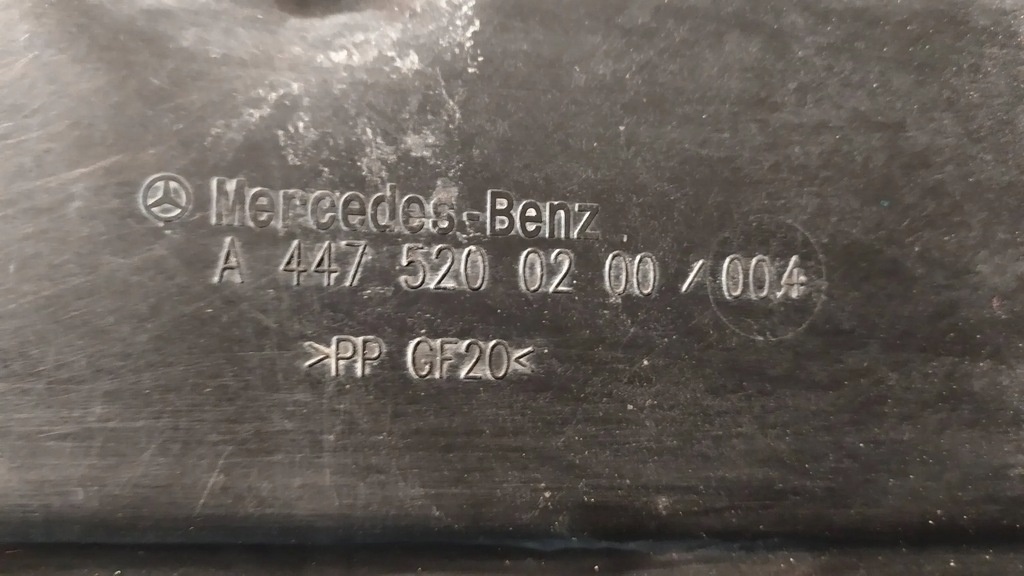 Mercedes-Benz
A 447 520 02 00 / 004
>PP GF20<